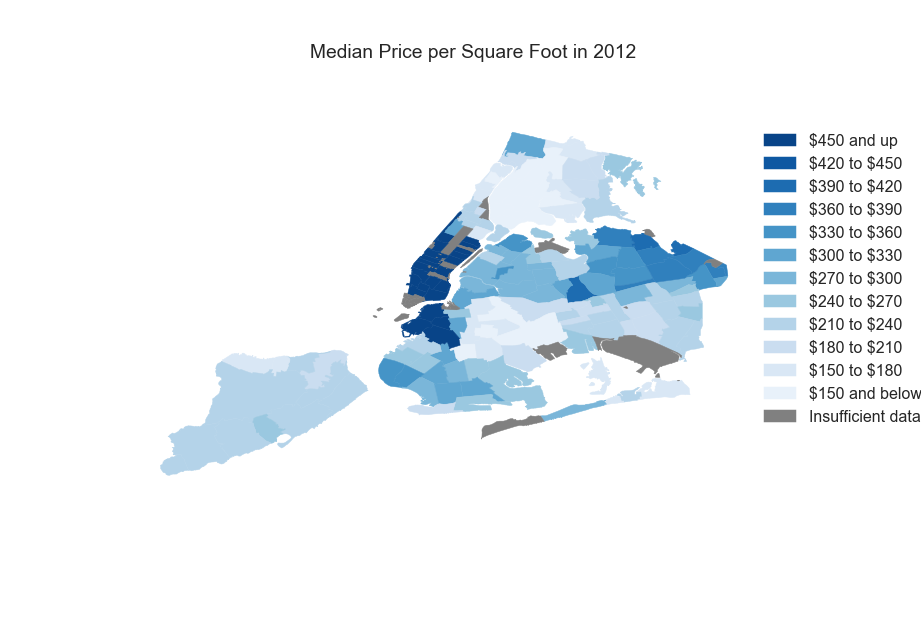 Median Price per Square Foot in 2012
$450 and up
$420 to $450
$390 to $420
$360 to $390
$330 to $360
$300 to $330
$270 to $300
$240 to $270
$210 to $240
$180 to $210
$150 to $180
$150 and below
Insufficient data